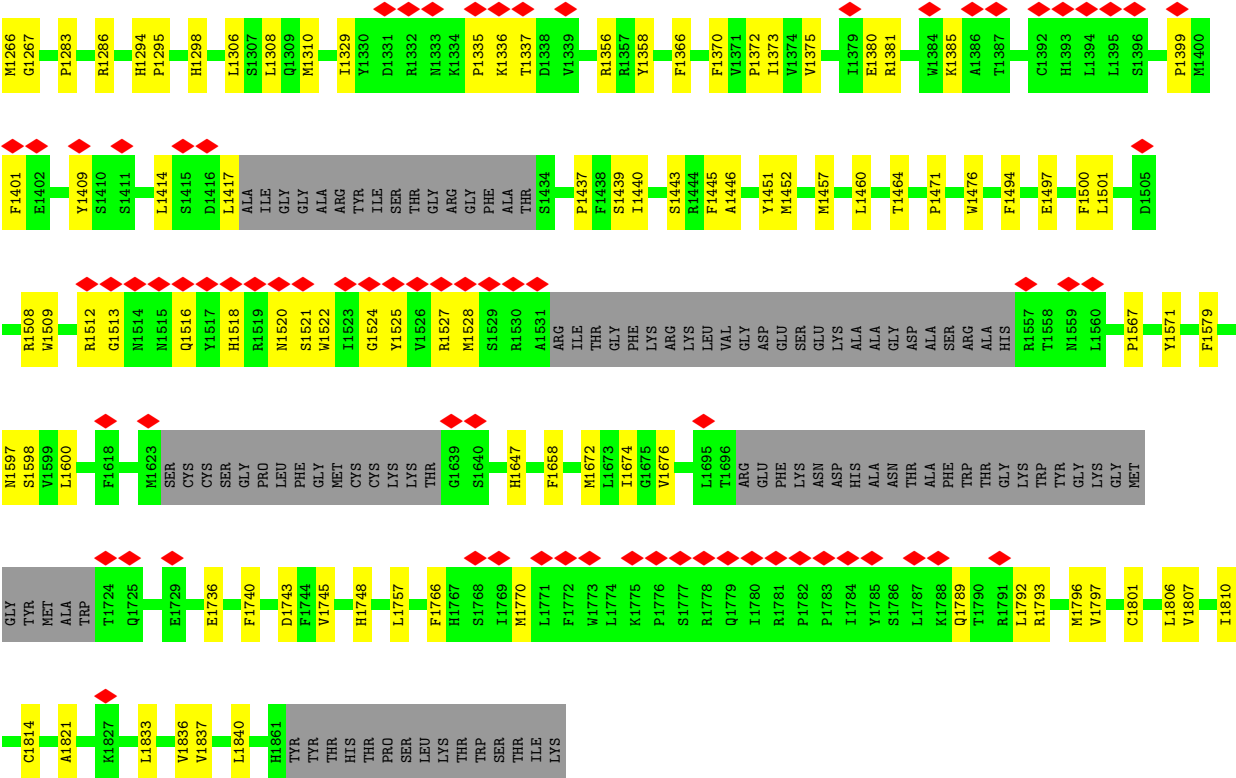 M1266 G1267 P1283 R1286 H1294 P1295 H1298 L1306 S1307 L1308 Q1309 M1310 I1329 Y1330 D1331 R1332 N1333 K1334 P1335 K1336 T1337 D1338 V1339 R1356 R1357 Y1358 F1366 F1370 V1371 P1372 I1373 V1374 V1375 I1379 E1380 R1381 W1384 K1385 A1386 T1387 C1392 H1393 L1394 L1395 S1396 P1399 M1400
F1401 E1402 Y1409 S1410 S1411 L1414 S1415 D1416 L1417 ALA ILE GLY GLY ALA ARG TYR ILE SER THR GLY ARG GLY PHE ALA THR S1434 P1437 F1438 S1439 I1440 S1443 R1444 F1445 A1446 Y1451 M1452 M1457 L1460 T1464 P1471 W1476 F1494 E1497 F1500 L1501 D1505
R1508 W1509 R1512 G1513 N1514 N1515 Q1516 Y1517 H1518 R1519 N1520 S1521 W1522 I1523 G1524 Y1525 V1526 R1527 M1528 S1529 R1530 A1531 ARG ILE THR GLY PHE LYS ARG LYS LEU VAL GLY ASP GLU SER GLU LYS ALA ALA GLY ASP ALA SER ARG ALA HIS R1557 T1558 N1559 L1560 P1567 Y1571 F1579
N1597 S1598 V1599 L1600 F1618 M1623 SER CYS CYS SER GLY PRO LEU PHE GLY MET CYS CYS LYS LYS THR G1639 S1640 H1647 F1658 M1672 L1673 I1674 G1675 V1676 L1695 T1696 ARG GLU PHE LYS ASN ASP HIS ALA ASN THR ALA PHE TRP THR GLY LYS TRP TYR GLY LYS GLY MET
GLY TYR MET ALA TRP T1724 Q1725 E1729 E1736 F1740 D1743 F1744 V1745 H1748 L1757 F1766 H1767 S1768 I1769 M1770 L1771 F1772 W1773 L1774 K1775 P1776 S1777 R1778 Q1779 I1780 I1781 P1782 P1783 I1784 Y1785 S1786 L1787 K1788 Q1789 T1790 R1791 L1792 R1793 M1796 V1797 C1801 L1806 V1807 I1810
C1814 A1821 K1827 L1833 V1836 V1837 L1840 H1861 TYR TYR THR HIS THR PRO SER LEU LYS THR TRP SER THR ILE LYS